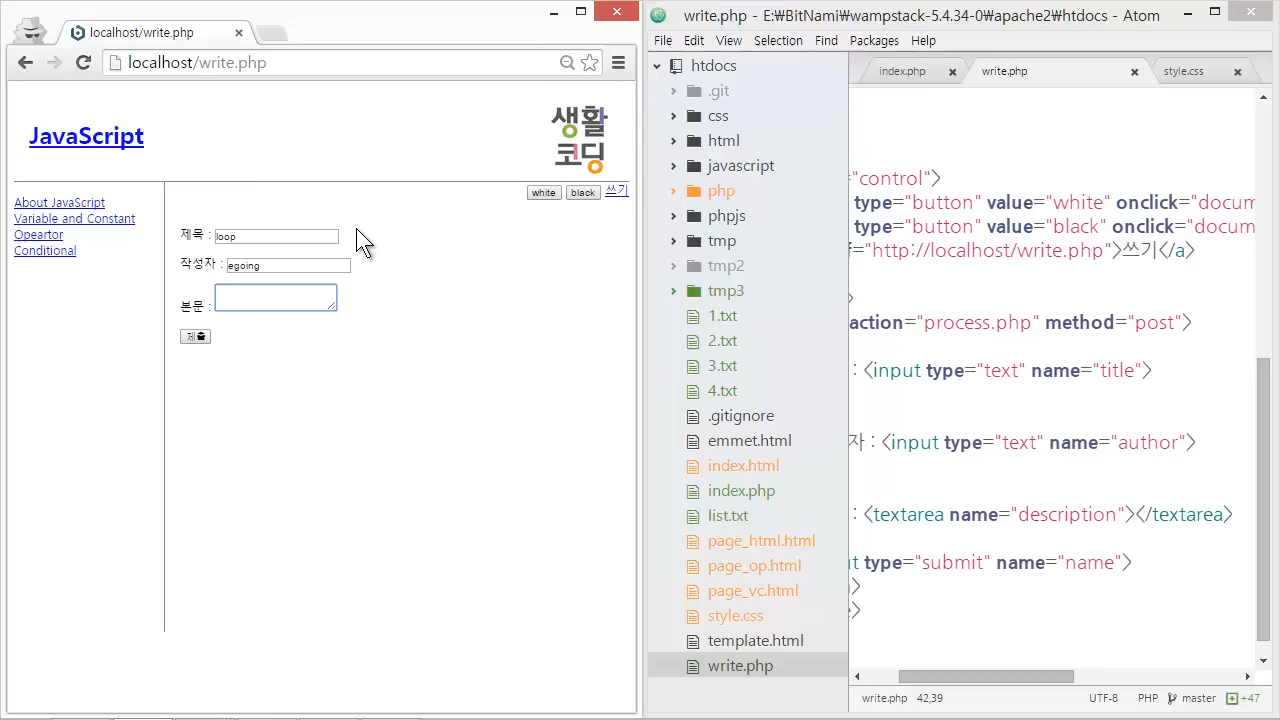 localhost/write.php
localhost/write.php
JavaScript
생활
코딩
white black 쓰기
About JavaScript
Variable and Constant
Opeartor
Conditional
제목 : loop
작성자 : egoing
본문 :
제출
write.php - E:₩BitNami₩wampstack-5.4.34-0₩apache2₩htdocs - Atom
File Edit View Selection Find Packages Help
htdocs
.git
css
html
javascript
php
phpjs
tmp
tmp2
tmp3
1.txt
2.txt
3.txt
4.txt
.gitignore
emmet.html
index.html
index.php
list.txt
page_html.html
page_op.html
page_vc.html
style.css
template.html
write.php
index.php write.php style.css
="control">
type="button" value="white" onclick="docum
type="button" value="black" onclick="docume
f="http://localhost/write.php">쓰기</a>
>
action="process.php" method="post">
: <input type="text" name="title">
자 : <input type="text" name="author">
: <textarea name="description"></textarea>
ut type="submit" name="name">
>
e>
write.php 42,39 UTF-8 PHP master +47